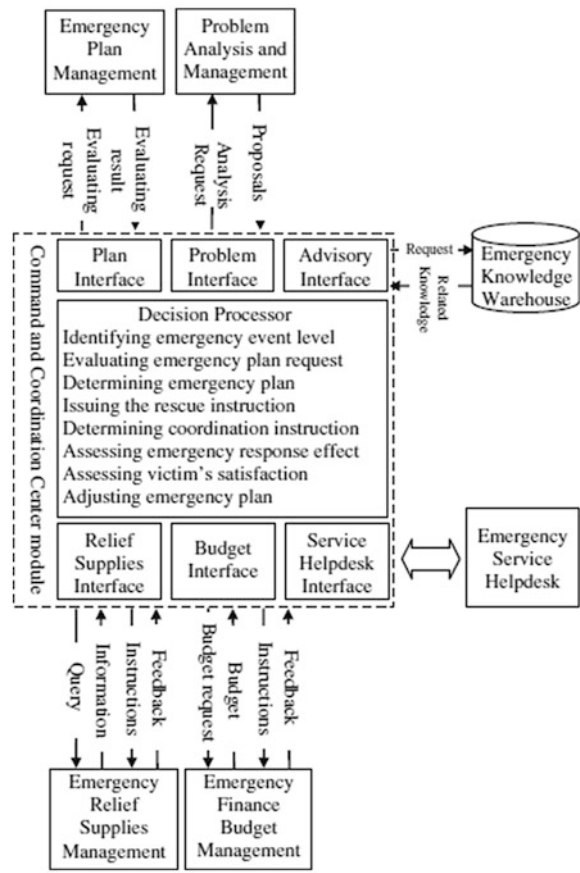 Emergency
Plan
Management
Problem
Analysis and
Management
Evaluating
request
Evaluating
result
Analysis
Request
Proposals
Command and Coordination Center module
Plan
Interface
Problem
Interface
Advisory
Interface
Request
Related
Knowledge
Emergency
Knowledge
Warehouse
Decision Processor
Identifying emergency event level
Evaluating emergency plan request
Determining emergency plan
Issuing the rescue instruction
Determining coordination instruction
Assessing emergency response effect
Assessing victim's satisfaction
Adjusting emergency plan
Relief
Supplies
Interface
Budget
Interface
Service
Helpdesk
Interface
Emergency
Service
Helpdesk
Query
Information
Instructions
Feedback
Budget request
Budget
Instructions
Feedback
Emergency
Relief
Supplies
Management
Emergency
Finance
Budget
Management